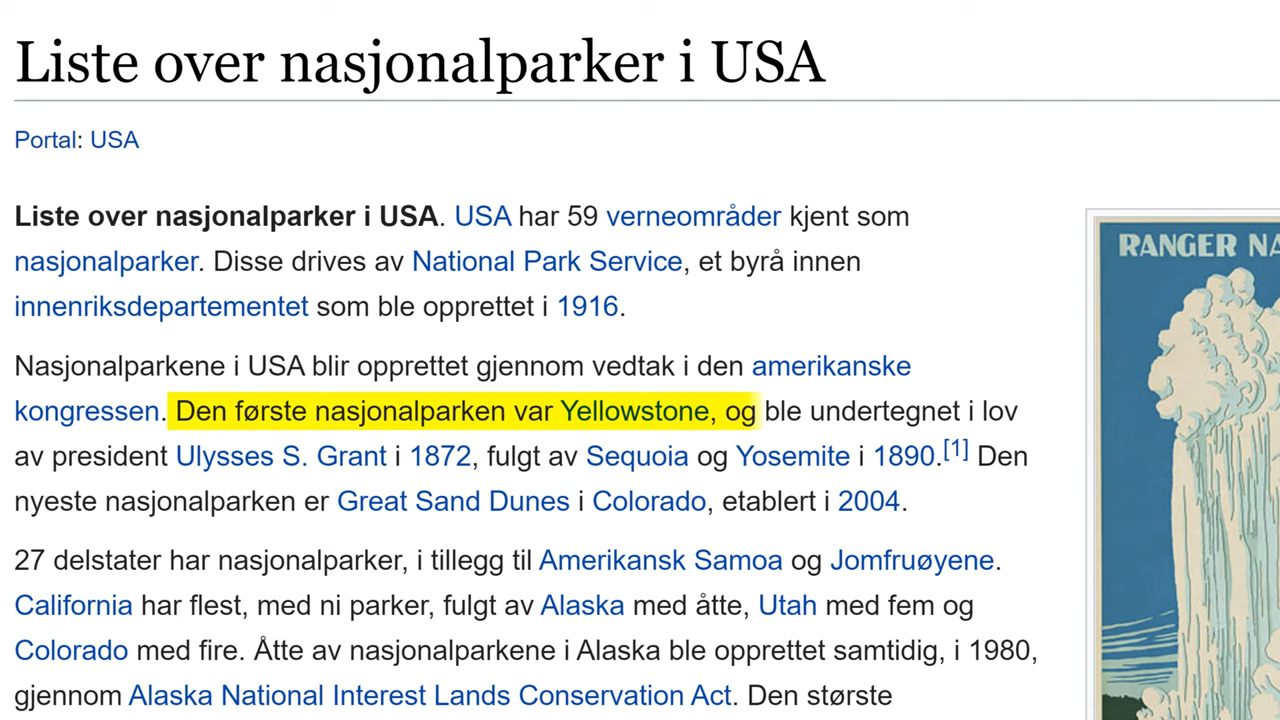 Liste over nasjonalparker i USA
Portal: USA
Liste over nasjonalparker i USA. USA har 59 verneområder kjent som
nasjonalparker. Disse drives av National Park Service, et byrå innen
innenriksdepartementet som ble opprettet i 1916.
Nasjonalparkene i USA blir opprettet gjennom vedtak i den amerikanske
kongressen. Den første nasjonalparken var Yellowstone, og ble undertegnet i lov
av president Ulysses S. Grant i 1872, fulgt av Sequoia og Yosemite i 1890.[1] Den
nyeste nasjonalparken er Great Sand Dunes i Colorado, etablert i 2004.
27 delstater har nasjonalparker, i tillegg til Amerikansk Samoa og Jomfruøyene.
California har flest, med ni parker, fulgt av Alaska med åtte, Utah med fem og
Colorado med fire. Åtte av nasjonalparkene i Alaska ble opprettet samtidig, i 1980,
gjennom Alaska National Interest Lands Conservation Act. Den største
RANGER NA